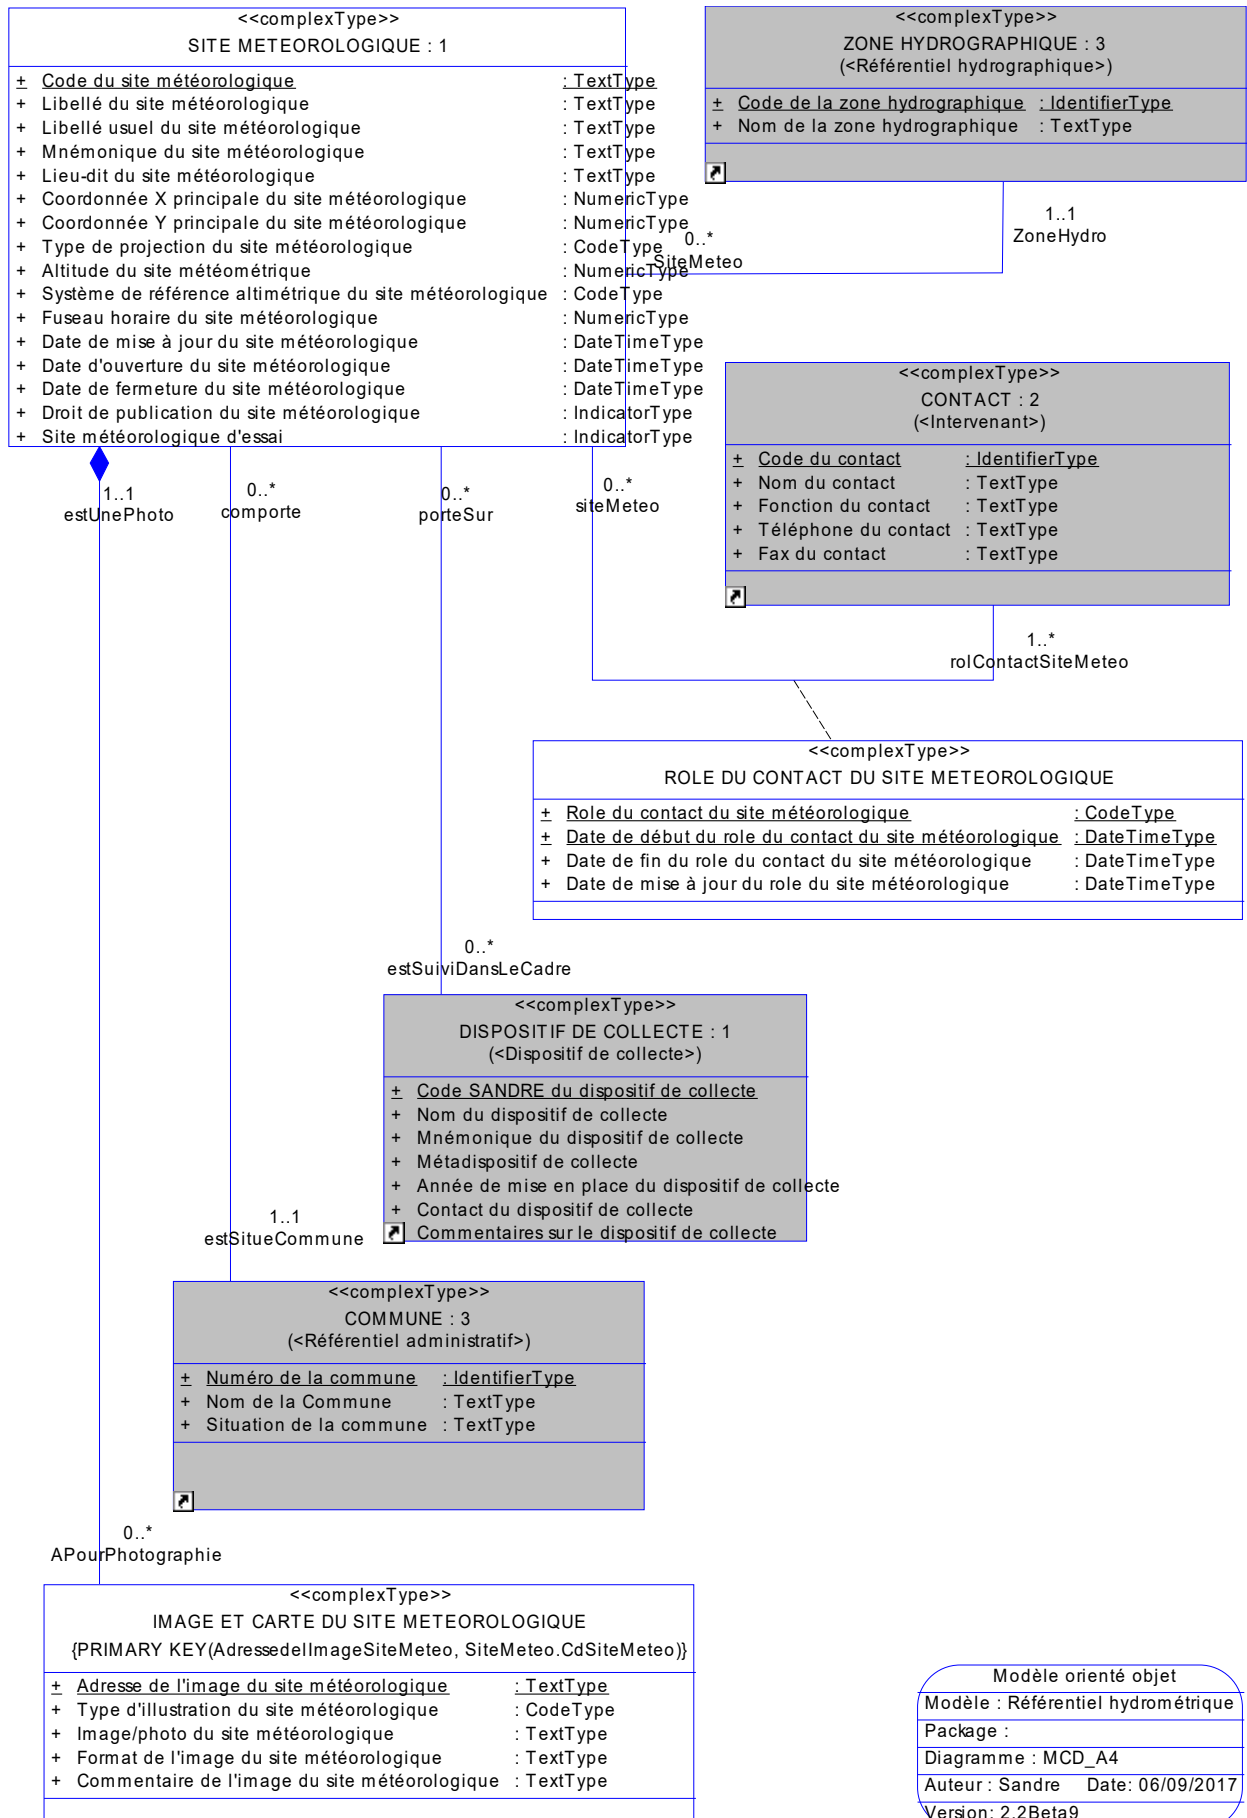 <<complexType>>
SITE METEOROLOGIQUE : 1
+ Code du site météorologique : TextType
+ Libellé du site météorologique : TextType
+ Libellé usuel du site météorologique : TextType
+ Mnémonique du site météorologique : TextType
+ Lieu-dit du site météorologique : TextType
+ Coordonnée X principale du site météorologique : NumericType
+ Coordonnée Y principale du site météorologique : NumericType
+ Type de projection du site météorologique : CodeType
+ Altitude du site météométrique : NumericType
+ Système de référence altimétrique du site météorologique : CodeType
+ Fuseau horaire du site météorologique : NumericType
+ Date de mise à jour du site météorologique : DateTimeType
+ Date d'ouverture du site météorologique : DateTimeType
+ Date de fermeture du site météorologique : DateTimeType
+ Droit de publication du site météorologique : IndicatorType
+ Site météorologique d'essai : IndicatorType
<<complexType>>
ZONE HYDROGRAPHIQUE : 3
(<Référentiel hydrographique>)
+ Code de la zone hydrographique : IdentifierType
+ Nom de la zone hydrographique : TextType
1..1
ZoneHydro
0..*
SiteMeteo
<<complexType>>
CONTACT : 2
(<Intervenant>)
+ Code du contact : IdentifierType
+ Nom du contact : TextType
+ Fonction du contact : TextType
+ Téléphone du contact : TextType
+ Fax du contact : TextType
1..1
estUnePhoto
0..*
comporte
0..*
porteSur
0..*
siteMeteo
1..*
rolContactSiteMeteo
<<complexType>>
ROLE DU CONTACT DU SITE METEOROLOGIQUE
+ Role du contact du site météorologique : CodeType
+ Date de début du role du contact du site météorologique : DateTimeType
+ Date de fin du role du contact du site météorologique : DateTimeType
+ Date de mise à jour du role du site météorologique : DateTimeType
0..*
estSuiviDansLeCadre
<<complexType>>
DISPOSITIF DE COLLECTE : 1
(<Dispositif de collecte>)
+ Code SANDRE du dispositif de collecte
+ Nom du dispositif de collecte
+ Mnémonique du dispositif de collecte
+ Métadispositif de collecte
+ Année de mise en place du dispositif de collecte
+ Contact du dispositif de collecte
Commentaires sur le dispositif de collecte
1..1
estSitueCommune
<<complexType>>
COMMUNE : 3
(<Référentiel administratif>)
+ Numéro de la commune : IdentifierType
+ Nom de la Commune : TextType
+ Situation de la commune : TextType
0..*
APourPhotographie
<<complexType>>
IMAGE ET CARTE DU SITE METEOROLOGIQUE
{PRIMARY KEY(AdressedelImageSiteMeteo, SiteMeteo.CdSiteMeteo)}
+ Adresse de l'image du site météorologique : TextType
+ Type d'illustration du site météorologique : CodeType
+ Image/photo du site météorologique : TextType
+ Format de l'image du site météorologique : TextType
+ Commentaire de l'image du site météorologique : TextType
Modèle orienté objet
Modèle : Référentiel hydrométrique
Package :
Diagramme : MCD_A4
Auteur : Sandre Date: 06/09/2017
Version: 2.2Beta9